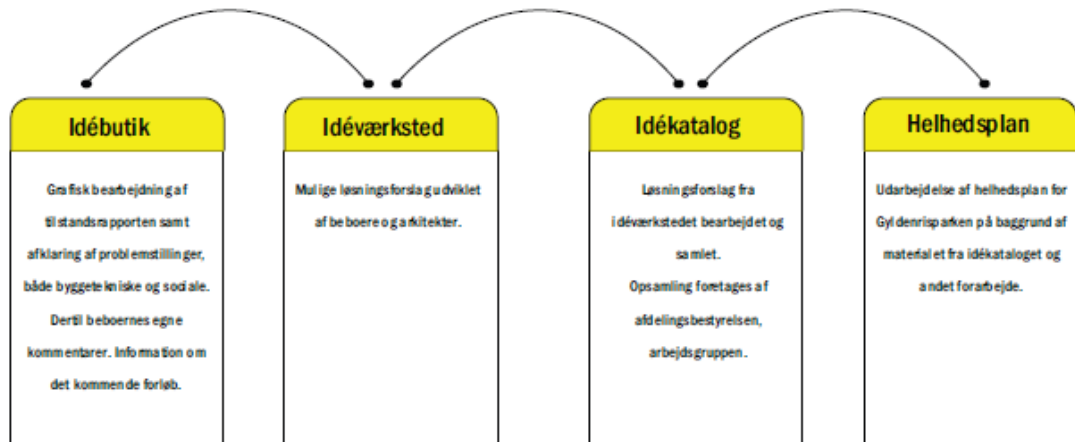 Idébutik
Grafisk bearbejdning af
tilstandsrapporten samt
afklaring af problemstillinger,
både byggetekniske og sociale.
Dertil beboernes egne
kommentarer. Information om
det kommende forløb.
Idéværksted
Mulige løsningsforslag udviklet
af beboere og arkitekter.
Idékatalog
Løsningsforslag fra
idéværkstedet bearbejdet og
samlet.
Opsamling foretages af
afdelingsbestyrelsen,
arbejdsgruppen.
Helhedsplan
Udarbejdelse af helhedsplan for
Gyldenrisparken på baggrund af
materialet fra idékataloget og
andet forarbejde.